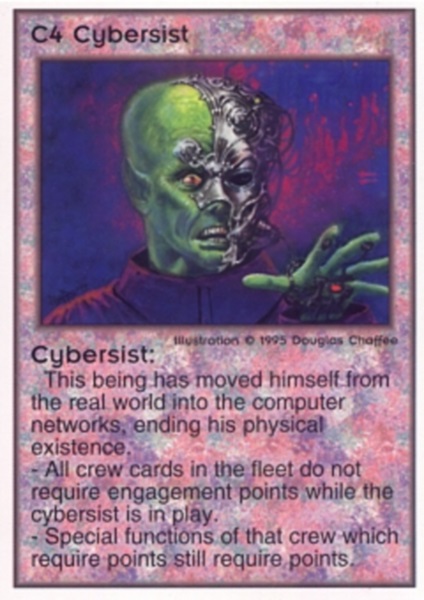 C4 Cybersist
Illustration © 1995 Douglas Chaffee
Cybersist:
This being has moved himself from
the real world into the computer
networks, ending his physical
existence.
- All crew cards in the fleet do not
require engagement points while the
cybersist is in play.
- Special functions of that crew which
require points still require points.